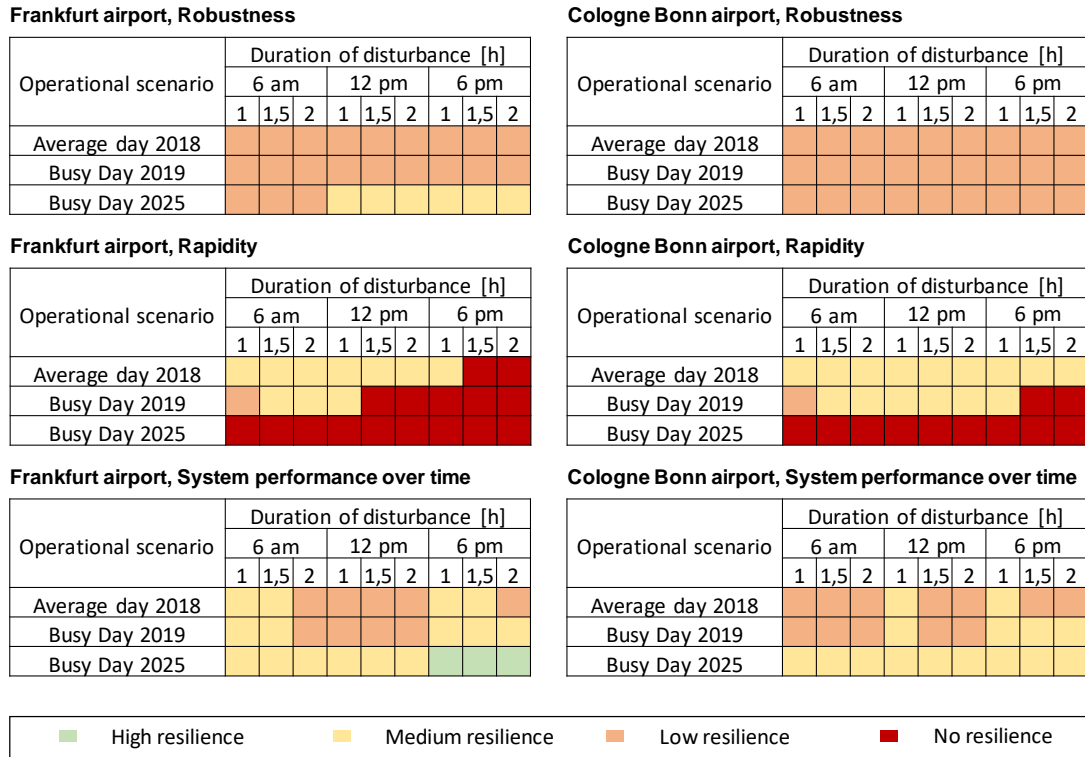 Frankfurt airport, Robustness
Duration of disturbance [h]
Operational scenario
6 am 12 pm 6 pm
1 1,5 2 1 1,5 2 1 1,5 2
Average day 2018
Busy Day 2019
Busy Day 2025
Cologne Bonn airport, Robustness
Duration of disturbance [h]
Operational scenario
6 am 12 pm 6 pm
1 1,5 2 1 1,5 2 1 1,5 2
Average day 2018
Busy Day 2019
Busy Day 2025
Frankfurt airport, Rapidity
Duration of disturbance [h]
Operational scenario
6 am 12 pm 6 pm
1 1,5 2 1 1,5 2 1 1,5 2
Average day 2018
Busy Day 2019
Busy Day 2025
Cologne Bonn airport, Rapidity
Duration of disturbance [h]
Operational scenario
6 am 12 pm 6 pm
1 1,5 2 1 1,5 2 1 1,5 2
Average day 2018
Busy Day 2019
Busy Day 2025
Frankfurt airport, System performance over time
Duration of disturbance [h]
Operational scenario
6 am 12 pm 6 pm
1 1,5 2 1 1,5 2 1 1,5 2
Average day 2018
Busy Day 2019
Busy Day 2025
Cologne Bonn airport, System performance over time
Duration of disturbance [h]
Operational scenario
6 am 12 pm 6 pm
1 1,5 2 1 1,5 2 1 1,5 2
Average day 2018
Busy Day 2019
Busy Day 2025
High resilience Medium resilience Low resilience No resilience